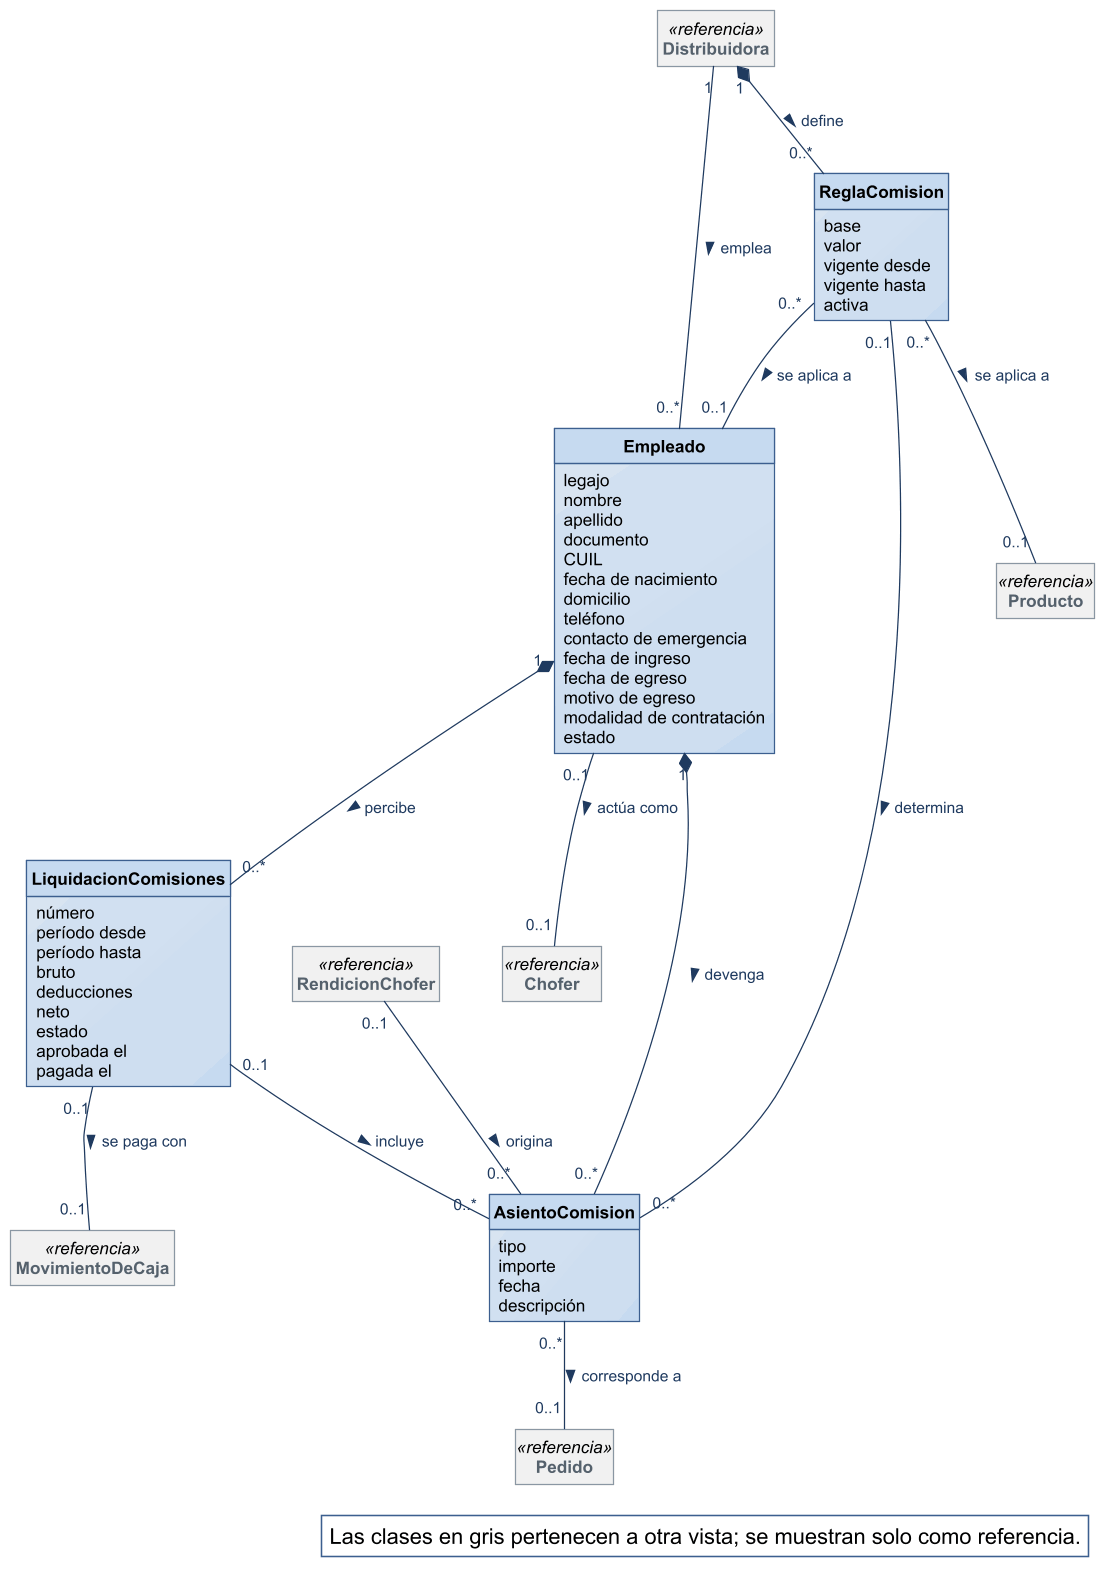 «referencia»
Distribuidora
1
1
define
0..*
ReglaComision
base
valor
vigente desde
vigente hasta
activa
emplea
0..*
0..1
0..*
se aplica a
se aplica a
0..*
0..1
Empleado
legajo
nombre
apellido
documento
CUIL
fecha de nacimiento
domicilio
teléfono
contacto de emergencia
fecha de ingreso
fecha de egreso
motivo de egreso
modalidad de contratación
estado
0..1
«referencia»
Producto
1
0..1
1
percibe
actúa como
determina
0..*
LiquidacionComisiones
número
período desde
período hasta
bruto
deducciones
neto
estado
aprobada el
pagada el
0..1
«referencia»
RendicionChofer
«referencia»
Chofer
devenga
0..1
0..1
0..1
se paga con
incluye
origina
0..*
0..*
0..1
0..*
0..*
«referencia»
MovimientoDeCaja
AsientoComision
tipo
importe
fecha
descripción
0..*
corresponde a
0..1
«referencia»
Pedido
Las clases en gris pertenecen a otra vista; se muestran solo como referencia.